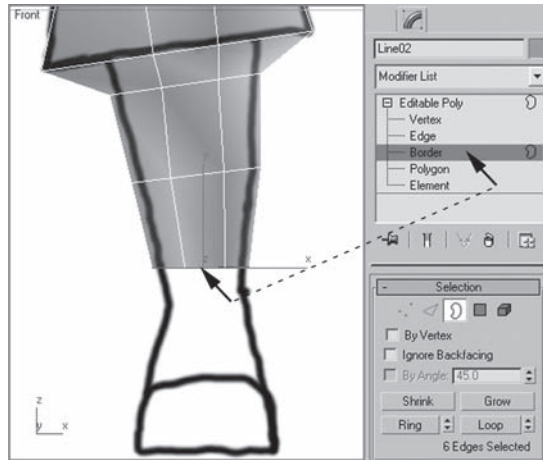 Front
Line02
Modifier List
Editable Poly
Vertex
Edge
Border
Polygon
Element
y
x
z
- Selection
By Vertex
Ignore Backfacing
By Angle: 45.0
Shrink Grow
Ring Loop
6 Edges Selected
z
y x